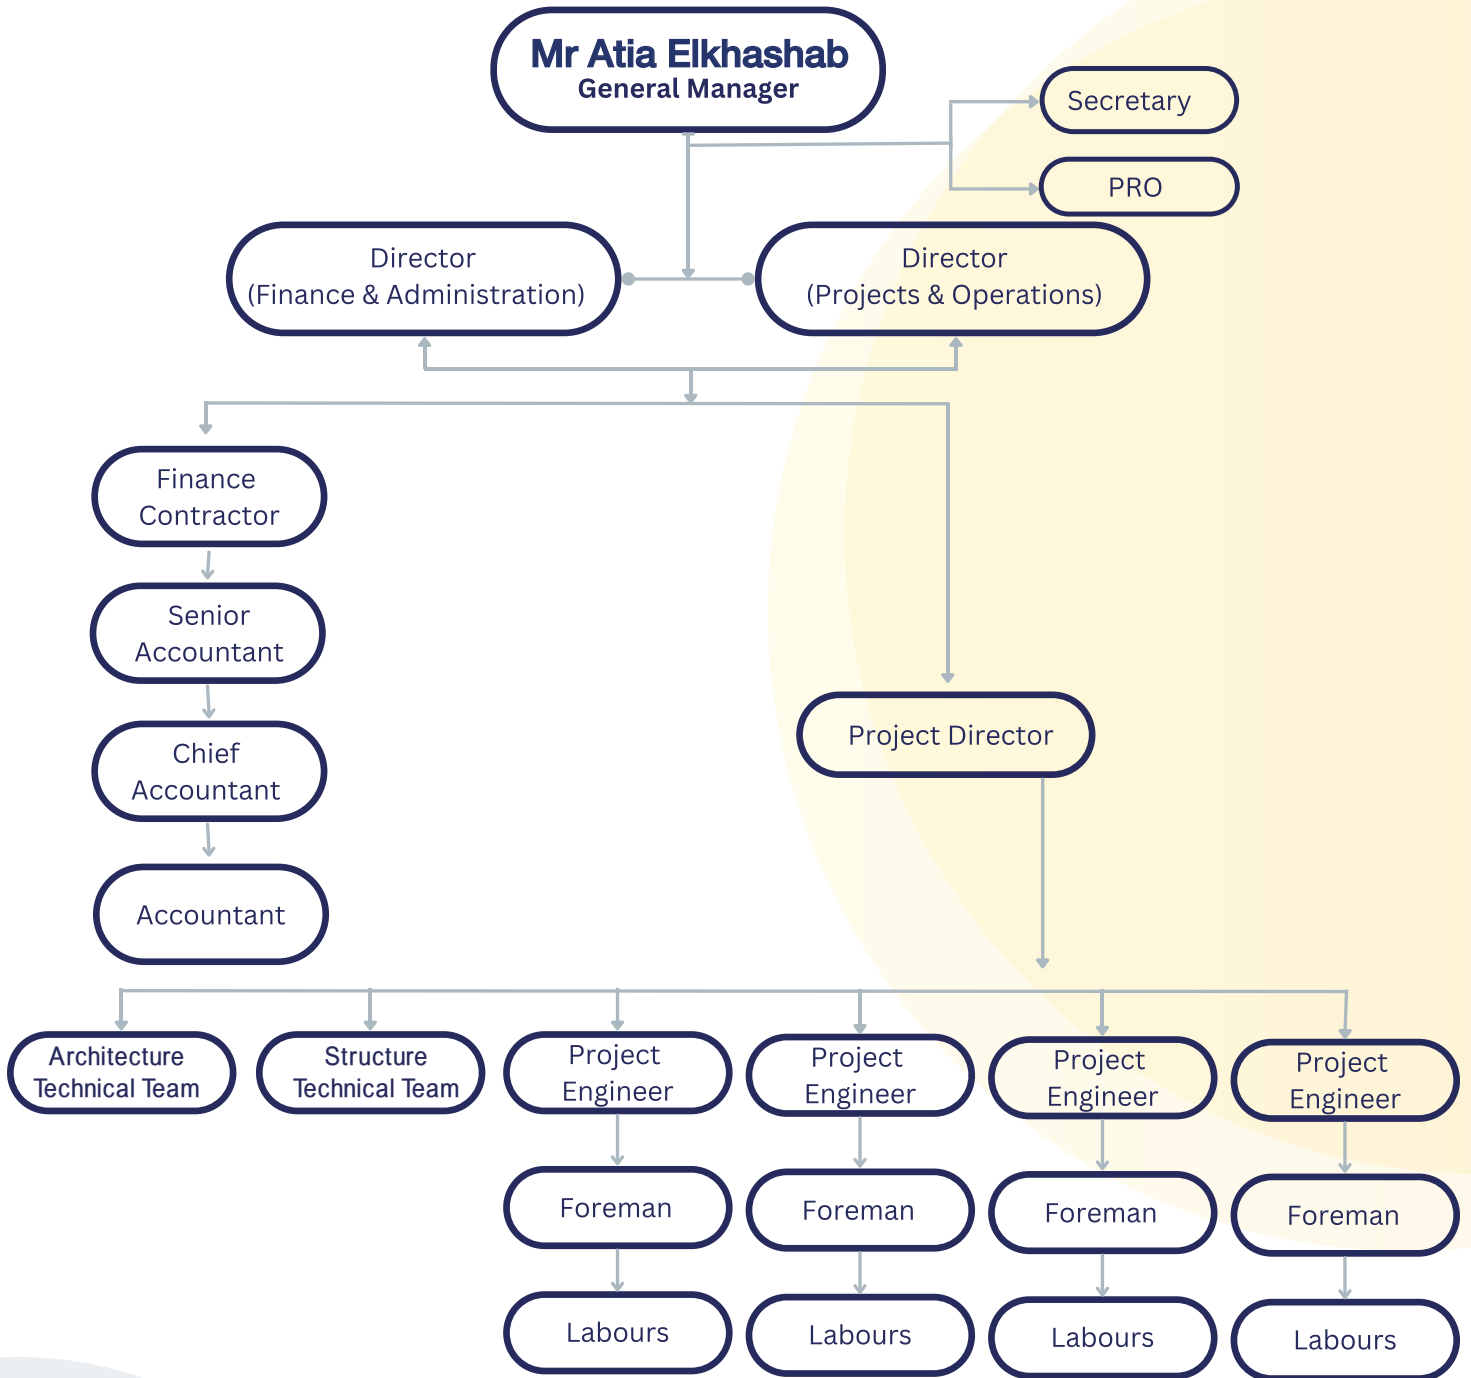 Mr Atia Elkhashab
General Manager
Secretary
PRO
Director
(Finance & Administration)
Director
(Projects & Operations)
Finance
Contractor
Senior
Accountant
Chief
Accountant
Accountant
Project Director
Architecture
Technical Team
Structure
Technical Team
Project
Engineer
Project
Engineer
Project
Engineer
Project
Engineer
Foreman
Foreman
Foreman
Foreman
Labours
Labours
Labours
Labours